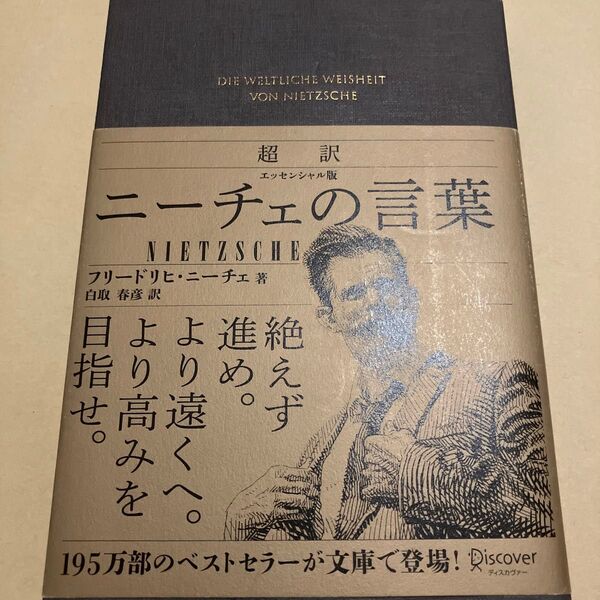 DIE WELTLICHE WEISHEIT
VON NIETZSCHE
超訳
エッセンシャル版
ニーチェの言葉
NIETZSCHE
フリードリヒ・ニーチェ 著
白取 春彦 訳
絶えず
進め。
より遠くへ。
より高みを
目指せ。
195万部のベストセラーが文庫で登場!
Discover
ディスカヴァー